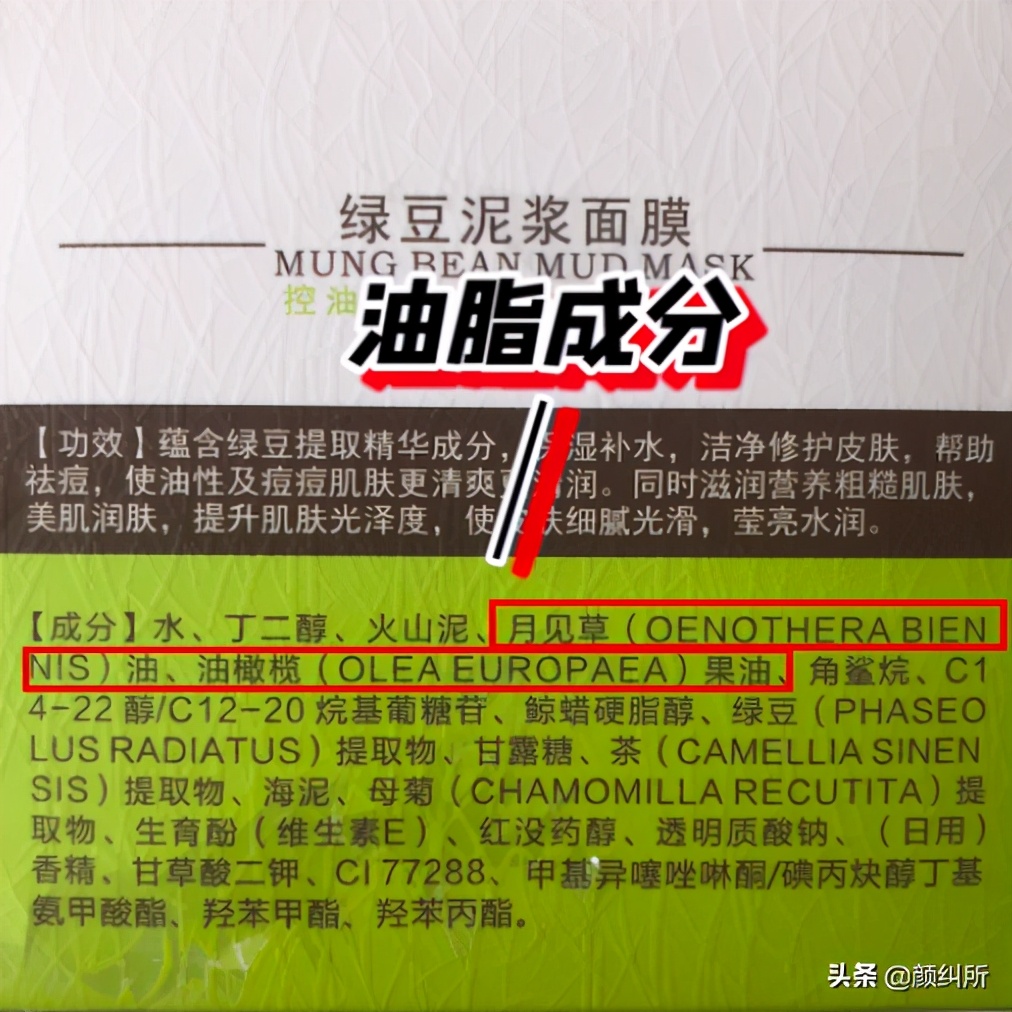 绿豆泥浆面膜
MUNG BEAN MUD MASK
控油
油脂成分
【功效】蕴含绿豆提取精华成分，保湿补水，洁净修护皮肤，帮助
祛痘，使油性及痘痘肌肤更清爽更清润。同时滋润营养粗糙肌肤，
美肌润肤，提升肌肤光泽度，使皮肤细腻光滑，莹亮水润。
【成分】水、丁二醇、火山泥、月见草（OENOTHERA BIEN
NIS）油、油橄榄（OLEA EUROPAEA）果油、角鲨烷、C1
4-22醇/C12-20烷基葡糖苷、鲸蜡硬脂醇、绿豆（PHASEO
LUS RADIATUS）提取物、甘露糖、茶（CAMELLIA SINEN
SIS）提取物、海泥、母菊（CHAMOMILLA RECUTITA）提
取物、生育酚（维生素E）、红没药醇、透明质酸钠、（日用）
香精、甘草酸二钾、CI 77288、甲基异噻唑啉酮/碘丙炔醇丁基
氨甲酸酯、羟苯甲酯、羟苯丙酯。
头条 @颜纠所